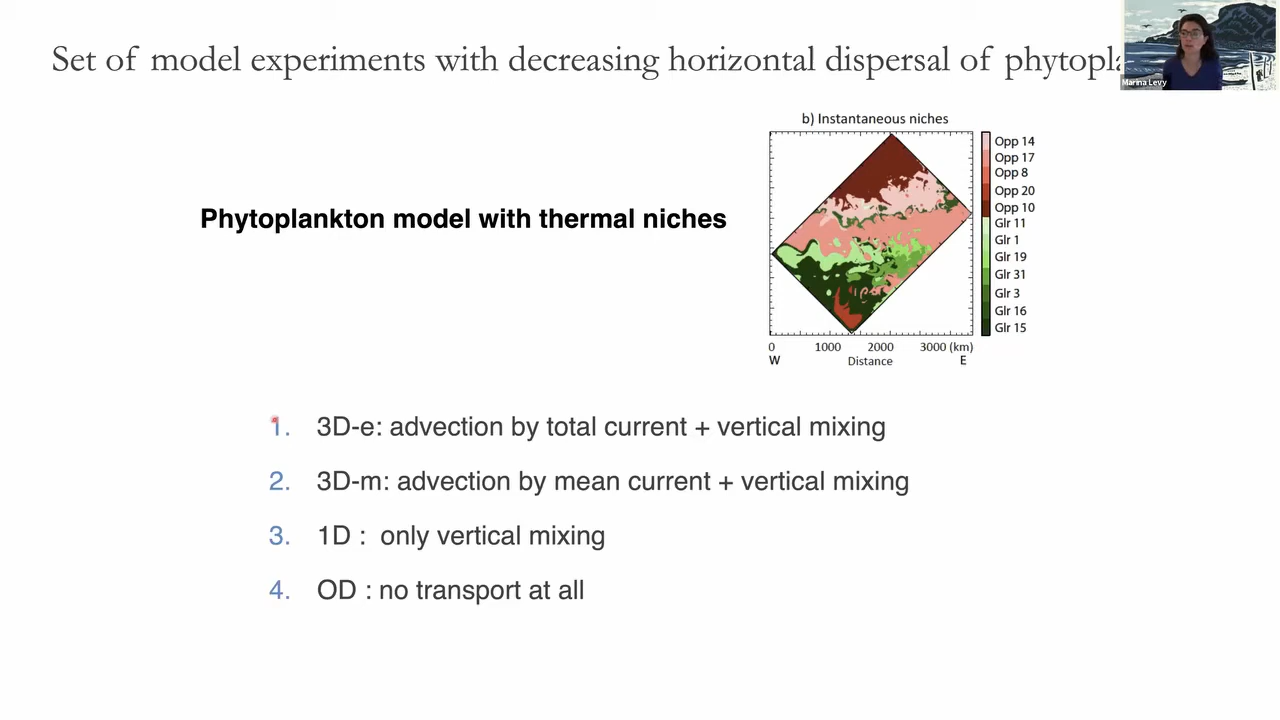 Set of model experiments with decreasing horizontal dispersal of
Marina Levy
b) Instantaneous niches
Phytoplankton model with thermal niches
Opp 14
Opp 17
Opp 8
Opp 20
Opp 10
Glr 11
Glr 1
Glr 19
Glr 31
Glr 3
Glr 16
Glr 15
0 1000 2000 3000 (km)
W Distance E
1. 3D-e: advection by total current + vertical mixing
2. 3D-m: advection by mean current + vertical mixing
3. 1D : only vertical mixing
4. OD : no transport at all